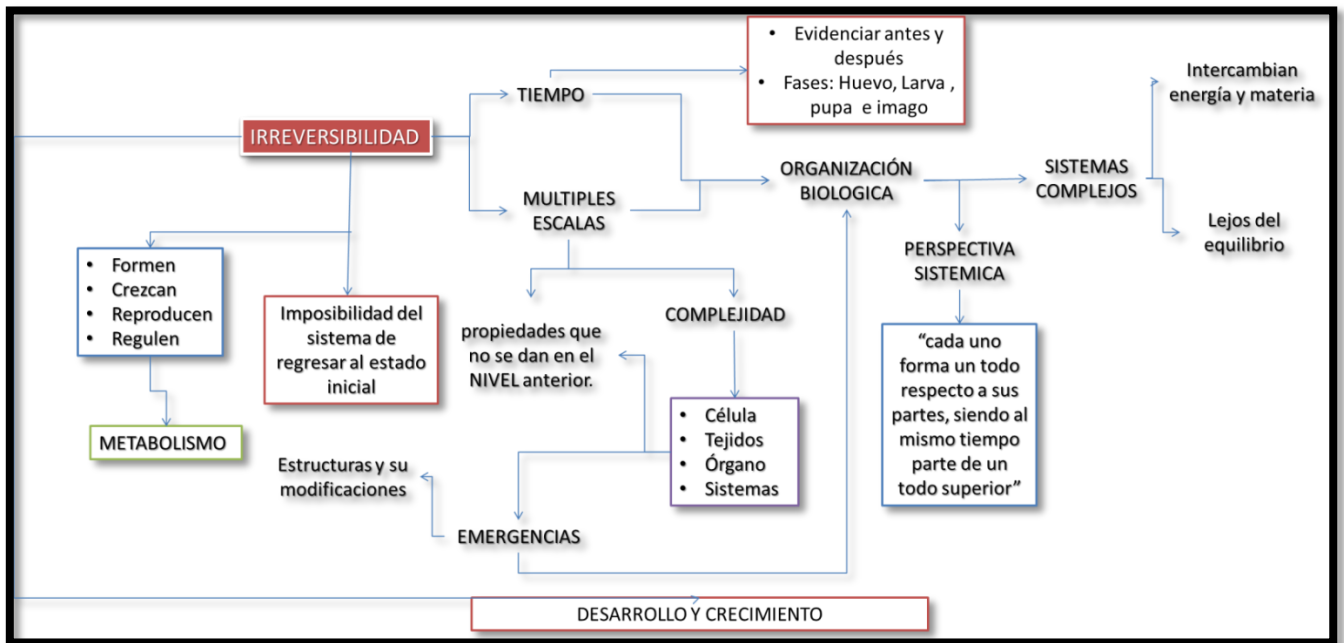 • Evidenciar antes y
después
• Fases: Huevo, Larva ,
pupa e imago
Intercambian
energía y materia
TIEMPO
IRREVERSIBILIDAD
ORGANIZACIÓN
BIOLOGICA
SISTEMAS
COMPLEJOS
MULTIPLES
ESCALAS
Lejos del
equilibrio
PERSPECTIVA
SISTEMICA
• Formen
• Crezcan
• Reproducen
• Regulen
Imposibilidad del
sistema de
regresar al estado
inicial
propiedades que
no se dan en el
NIVEL anterior.
COMPLEJIDAD
“cada uno
forma un todo
respecto a sus
partes, siendo al
mismo tiempo
parte de un
todo superior”
METABOLISMO
• Célula
• Tejidos
• Órgano
• Sistemas
Estructuras y su
modificaciones
EMERGENCIAS
DESARROLLO Y CRECIMIENTO